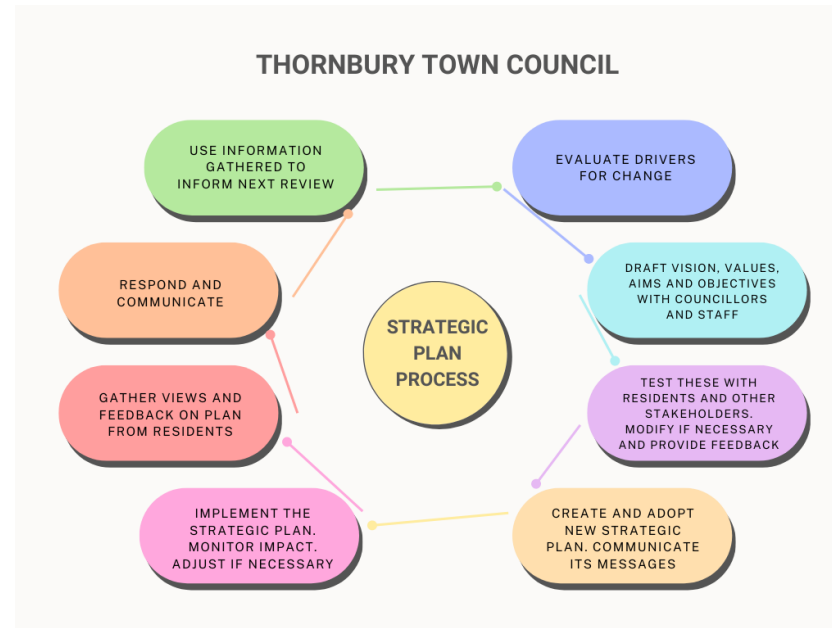 THORNBURY TOWN COUNCIL
USE INFORMATION
GATHERED TO
INFORM NEXT REVIEW
EVALUATE DRIVERS
FOR CHANGE
DRAFT VISION, VALUES,
AIMS AND OBJECTIVES
WITH COUNCILLORS
AND STAFF
TEST THESE WITH
RESIDENTS AND OTHER
STAKEHOLDERS.
MODIFY IF NECESSARY
AND PROVIDE FEEDBACK
CREATE AND ADOPT
NEW STRATEGIC
PLAN. COMMUNICATE
ITS MESSAGES
IMPLEMENT THE
STRATEGIC PLAN.
MONITOR IMPACT.
ADJUST IF NECESSARY
GATHER VIEWS AND
FEEDBACK ON PLAN
FROM RESIDENTS
RESPOND AND
COMMUNICATE
STRATEGIC
PLAN
PROCESS